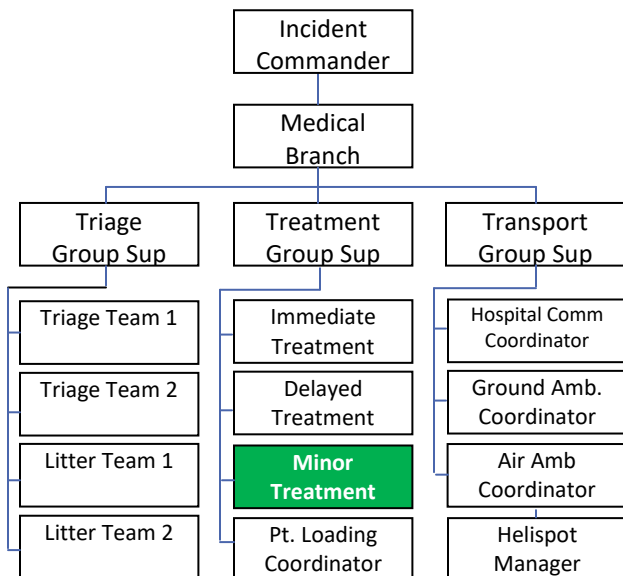 Incident
Commander
Medical
Branch
Triage
Group Sup
Treatment
Group Sup
Transport
Group Sup
Triage Team 1
Immediate
Treatment
Hospital Comm
Coordinator
Triage Team 2
Delayed
Treatment
Ground Amb.
Coordinator
Litter Team 1
Minor
Treatment
Air Amb
Coordinator
Litter Team 2
Pt. Loading
Coordinator
Helispot
Manager